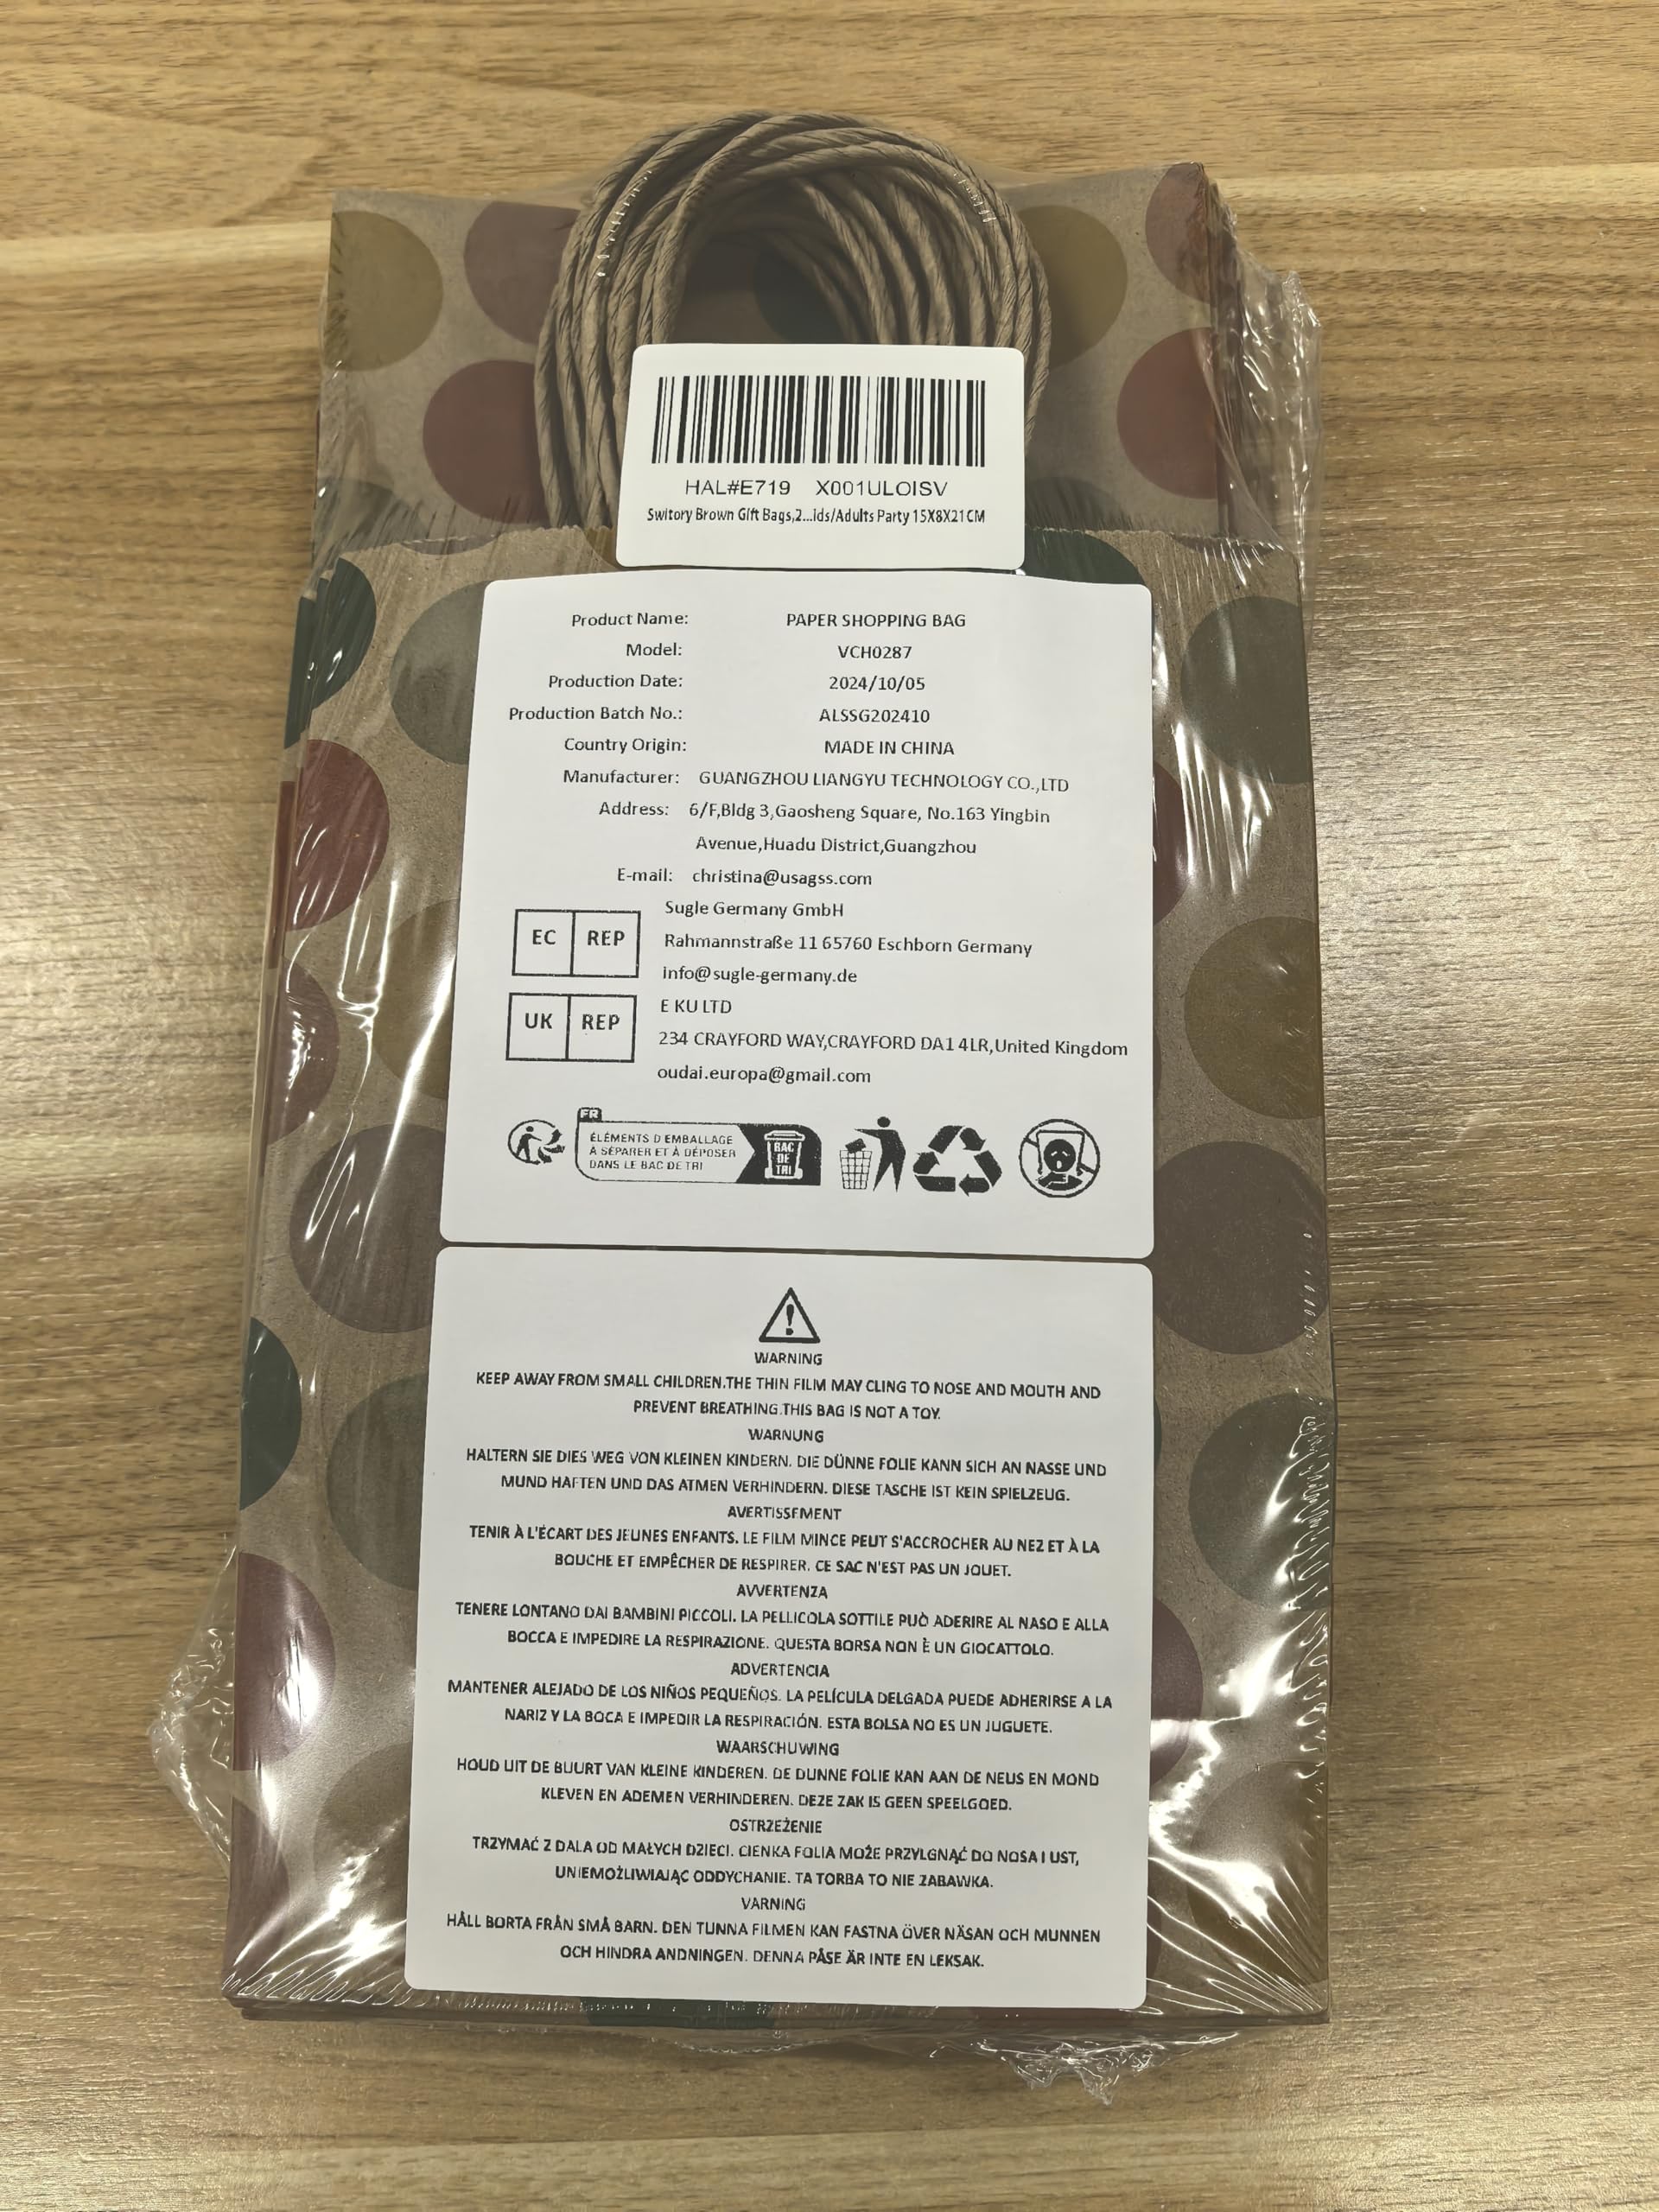 HAL#E719 X001ULOISV
Switory Brown Gift Bags,2...ids/Adults Party 15X8X21CM
Product Name: PAPER SHOPPING BAG
Model: VCH0287
Production Date: 2024/10/05
Production Batch No.: ALSSG202410
Country Origin: MADE IN CHINA
Manufacturer: GUANGZHOU LIANGYU TECHNOLOGY CO.,LTD
Address: 6/F,Bldg 3,Gaosheng Square, No.163 Yingbin
Avenue,Huadu District,Guangzhou
E-mail: christina@usagss.com
Sugle Germany GmbH
EC REP Rahmannstraße 11 65760 Eschborn Germany
info@sugle-germany.de
E KU LTD
UK REP
234 CRAYFORD WAY,CRAYFORD DA1 4LR,United Kingdom
oudai.europa@gmail.com
FR
ÉLÉMENTS D EMBALLAGE
À SÉPARER ET À DÉPOSER
DANS LE BAC DE TRI
BAC
DE
TRI
WARNING
KEEP AWAY FROM SMALL CHILDREN.THE THIN FILM MAY CLING TO NOSE AND MOUTH AND
PREVENT BREATHING.THIS BAG IS NOT A TOY.
WARNUNG
HALTERN SIE DIES WEG VON KLEINEN KINDERN. DIE DÜNNE FOLIE KANN SICH AN NASSE UND
MUND HAFTEN UND DAS ATMEN VERHINDERN. DIESE TASCHE IST KEIN SPIELZEUG.
AVERTISSEMENT
TENIR À L'ÉCART DES JEUNES ENFANTS. LE FILM MINCE PEUT S'ACCROCHER AU NEZ ET À LA
BOUCHE ET EMPÊCHER DE RESPIRER. CE SAC N'EST PAS UN JOUET.
AVVERTENZA
TENERE LONTANO DAI BAMBINI PICCOLI. LA PELLICOLA SOTTILE PUÒ ADERIRE AL NASO E ALLA
BOCCA E IMPEDIRE LA RESPIRAZIONE. QUESTA BORSA NON È UN GIOCATTOLO.
ADVERTENCIA
MANTENER ALEJADO DE LOS NIÑOS PEQUEÑOS. LA PELÍCULA DELGADA PUEDE ADHERIRSE A LA
NARIZ Y LA BOCA E IMPEDIR LA RESPIRACIÓN. ESTA BOLSA NO ES UN JUGUETE.
WAARSCHUWING
HOUD UIT DE BUURT VAN KLEINE KINDEREN. DE DUNNE FOLIE KAN AAN DE NEUS EN MOND
KLEVEN EN ADEMEN VERHINDEREN. DEZE ZAK IS GEEN SPEELGOED.
OSTRZEŻENIE
TRZYMAĆ Z DALA OD MAŁYCH DZIECI. CIENKA FOLIA MOŻE PRZYLGNĄĆ DO NOSA I UST,
UNIEMOŻLIWIAJĄC ODDYCHANIE. TA TORBA TO NIE ZABAWKA.
VARNING
HÅLL BORTA FRÅN SMÅ BARN. DEN TUNNA FILMEN KAN FASTNA ÖVER NÄSAN OCH MUNNEN
OCH HINDRA ANDNINGEN. DENNA PÅSE ÄR INTE EN LEKSAK.